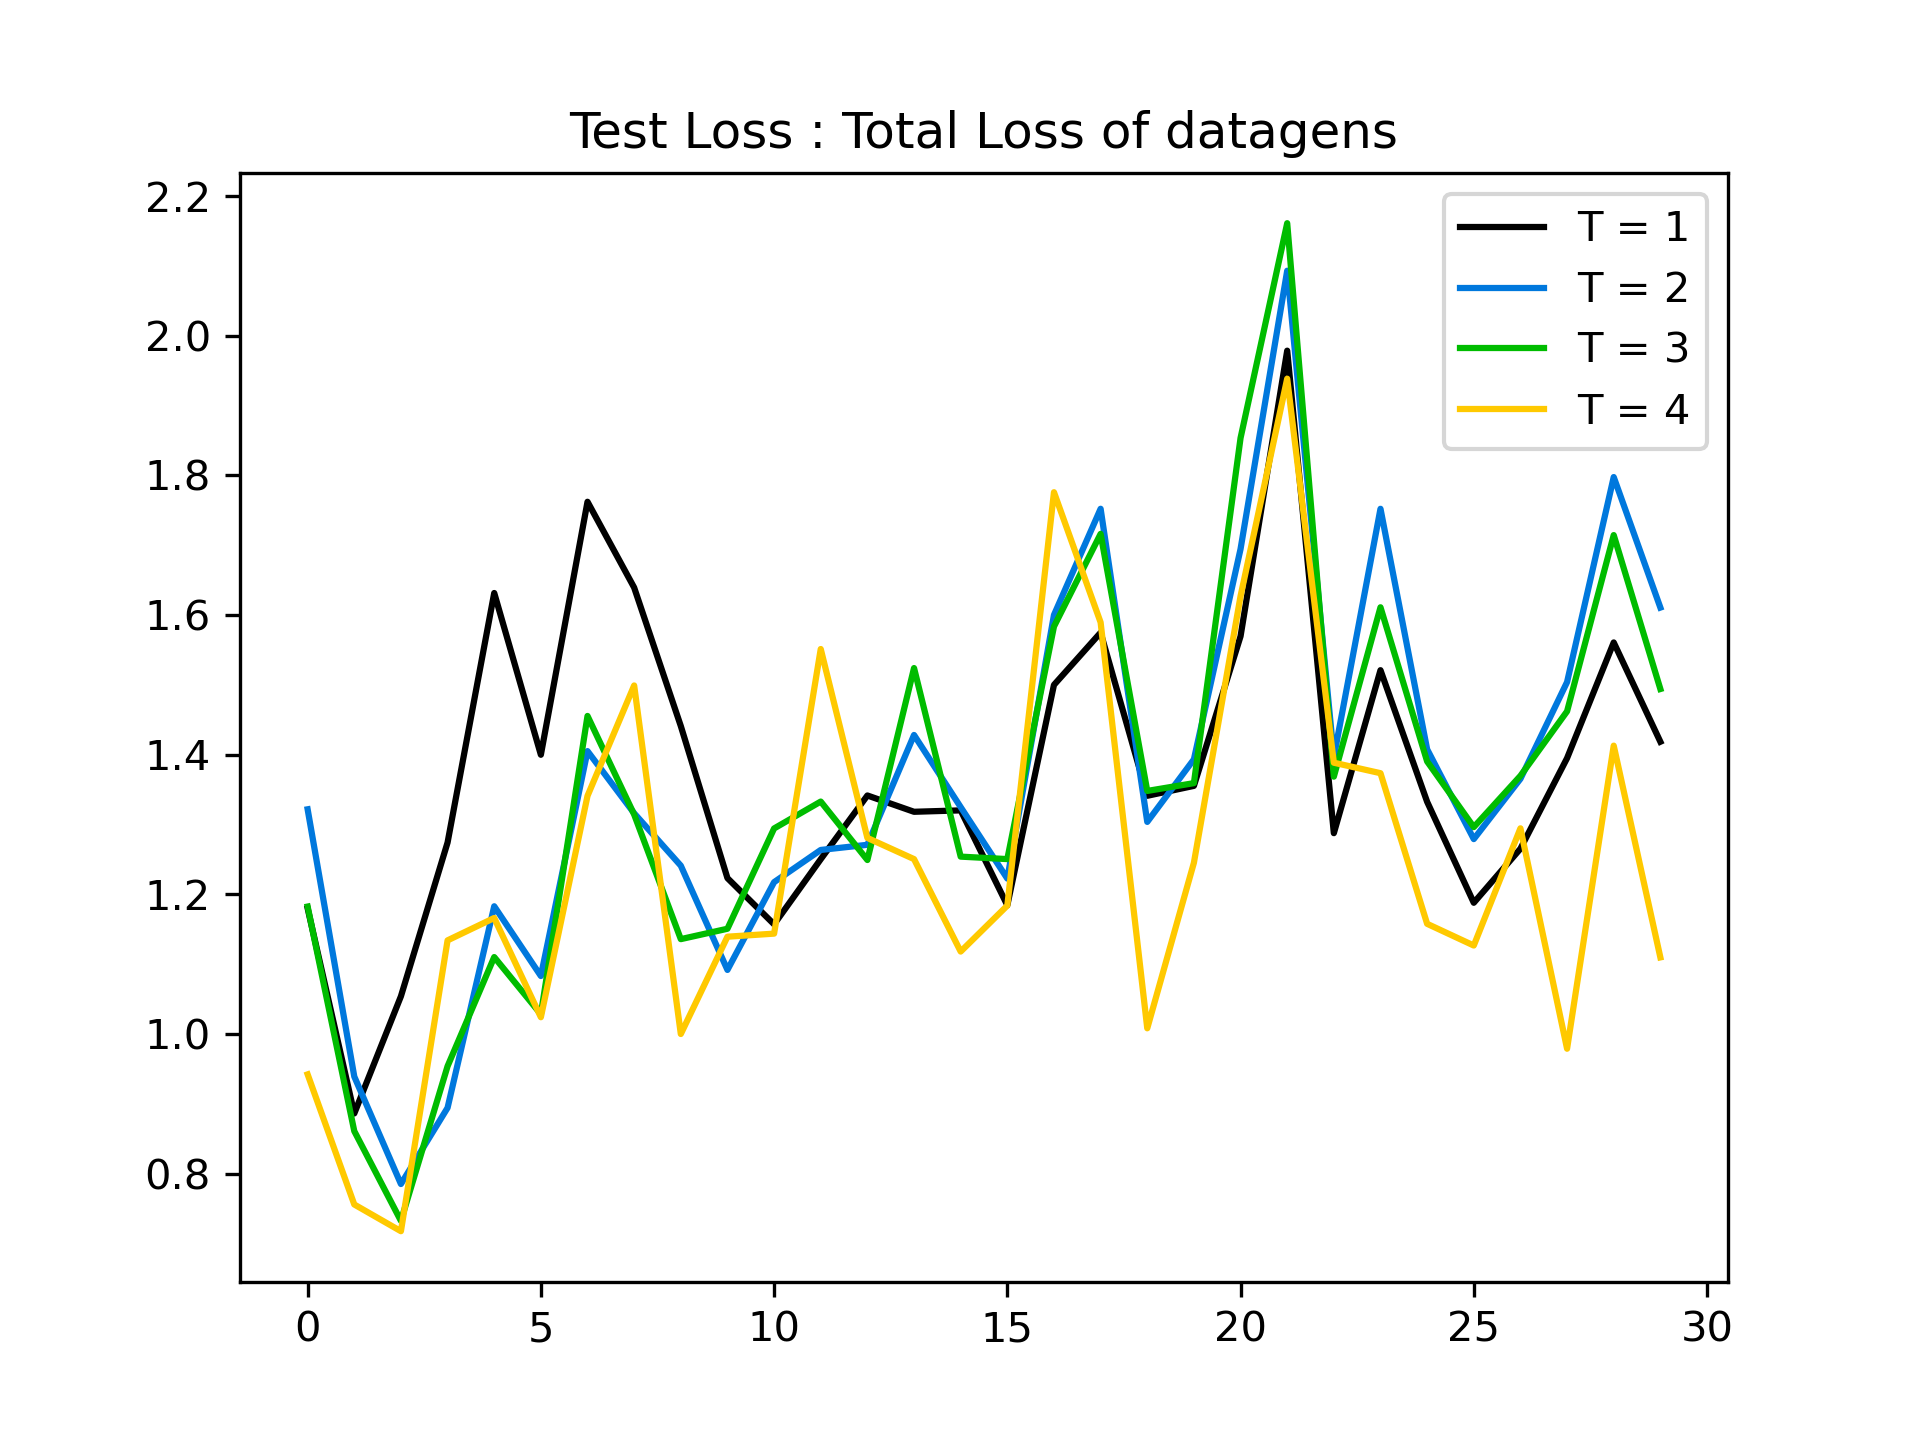 Test Loss : Total Loss of datagens
2.2
2.0
1.8
1.6
1.4
1.2
1.0
0.8
T = 1
T = 2
T = 3
T = 4
0 5 10 15 20 25 30